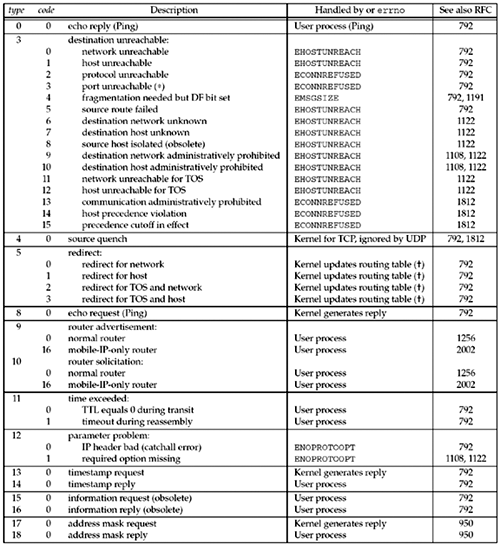 type code Description Handled by or errno See also RFC
0 0 echo reply (Ping) User process (Ping) 792
3 destination unreachable:
0 network unreachable EHOSTUNREACH 792
1 host unreachable EHOSTUNREACH 792
2 protocol unreachable ECONNREFUSED 792
3 port unreachable (*) ECONNREFUSED 792
4 fragmentation needed but DF bit set EMSGSIZE 792, 1191
5 source route failed EHOSTUNREACH 792
6 destination network unknown EHOSTUNREACH 1122
7 destination host unknown EHOSTUNREACH 1122
8 source host isolated (obsolete) EHOSTUNREACH 1122
9 destination network administratively prohibited EHOSTUNREACH 1108, 1122
10 destination host administratively prohibited EHOSTUNREACH 1108, 1122
11 network unreachable for TOS EHOSTUNREACH 1122
12 host unreachable for TOS EHOSTUNREACH 1122
13 communication administratively prohibited ECONNREFUSED 1812
14 host precedence violation ECONNREFUSED 1812
15 precedence cutoff in effect ECONNREFUSED 1812
4 0 source quench Kernel for TCP, ignored by UDP 792, 1812
5 redirect:
0 redirect for network Kernel updates routing table (†) 792
1 redirect for host Kernel updates routing table (†) 792
2 redirect for TOS and network Kernel updates routing table (†) 792
3 redirect for TOS and host Kernel updates routing table (†) 792
8 0 echo request (Ping) Kernel generates reply 792
9 router advertisement:
0 normal router User process 1256
16 mobile-IP-only router User process 2002
10 router solicitation:
0 normal router User process 1256
16 mobile-IP-only router User process 2002
11 time exceeded:
0 TTL equals 0 during transit User process 792
1 timeout during reassembly User process 792
12 parameter problem:
0 IP header bad (catchall error) ENOPROTOOPT 792
1 required option missing ENOPROTOOPT 1108, 1122
13 0 timestamp request Kernel generates reply 792
14 0 timestamp reply User process 792
15 0 information request (obsolete) User process 792
16 0 information reply (obsolete) User process 792
17 0 address mask request Kernel generates reply 950
18 0 address mask reply User process 950